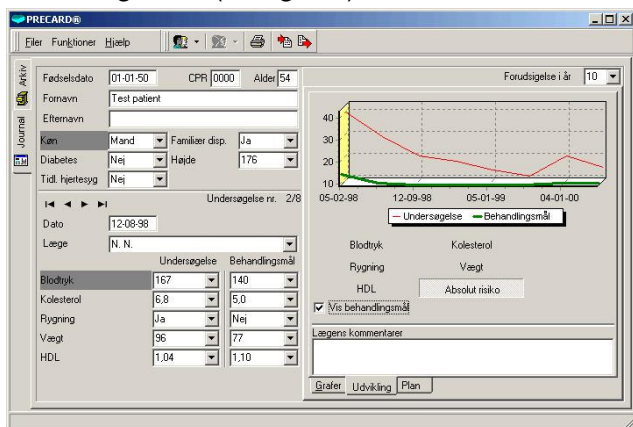 PRECARD®
Filer Funktioner Hjælp
Arkiv
Journal
Fødselsdato 01-01-50 CPR 0000 Alder 54
Fornavn Test patient
Efternavn
Køn Mand Familiær disp. Ja
Diabetes Nej Højde 176
Tidl. hjertesyg Nej
Undersøgelse nr. 2/8
Dato 12-08-98
Læge N. N.
Undersøgelse Behandlingsmål
Blodtryk 167 140
Kolesterol 6,8 5,0
Rygning Ja Nej
Vægt 96 77
HDL 1,04 1,10
Forudsigelse i år 10
40
30
20
10
05-02-98 12-09-98 05-01-99 04-01-00
Undersøgelse Behandlingsmål
Blodtryk Kolesterol
Rygning Vægt
HDL Absolut risiko
Vis behandlingsmål
Lægens kommentarer
Grafer Udvikling Plan